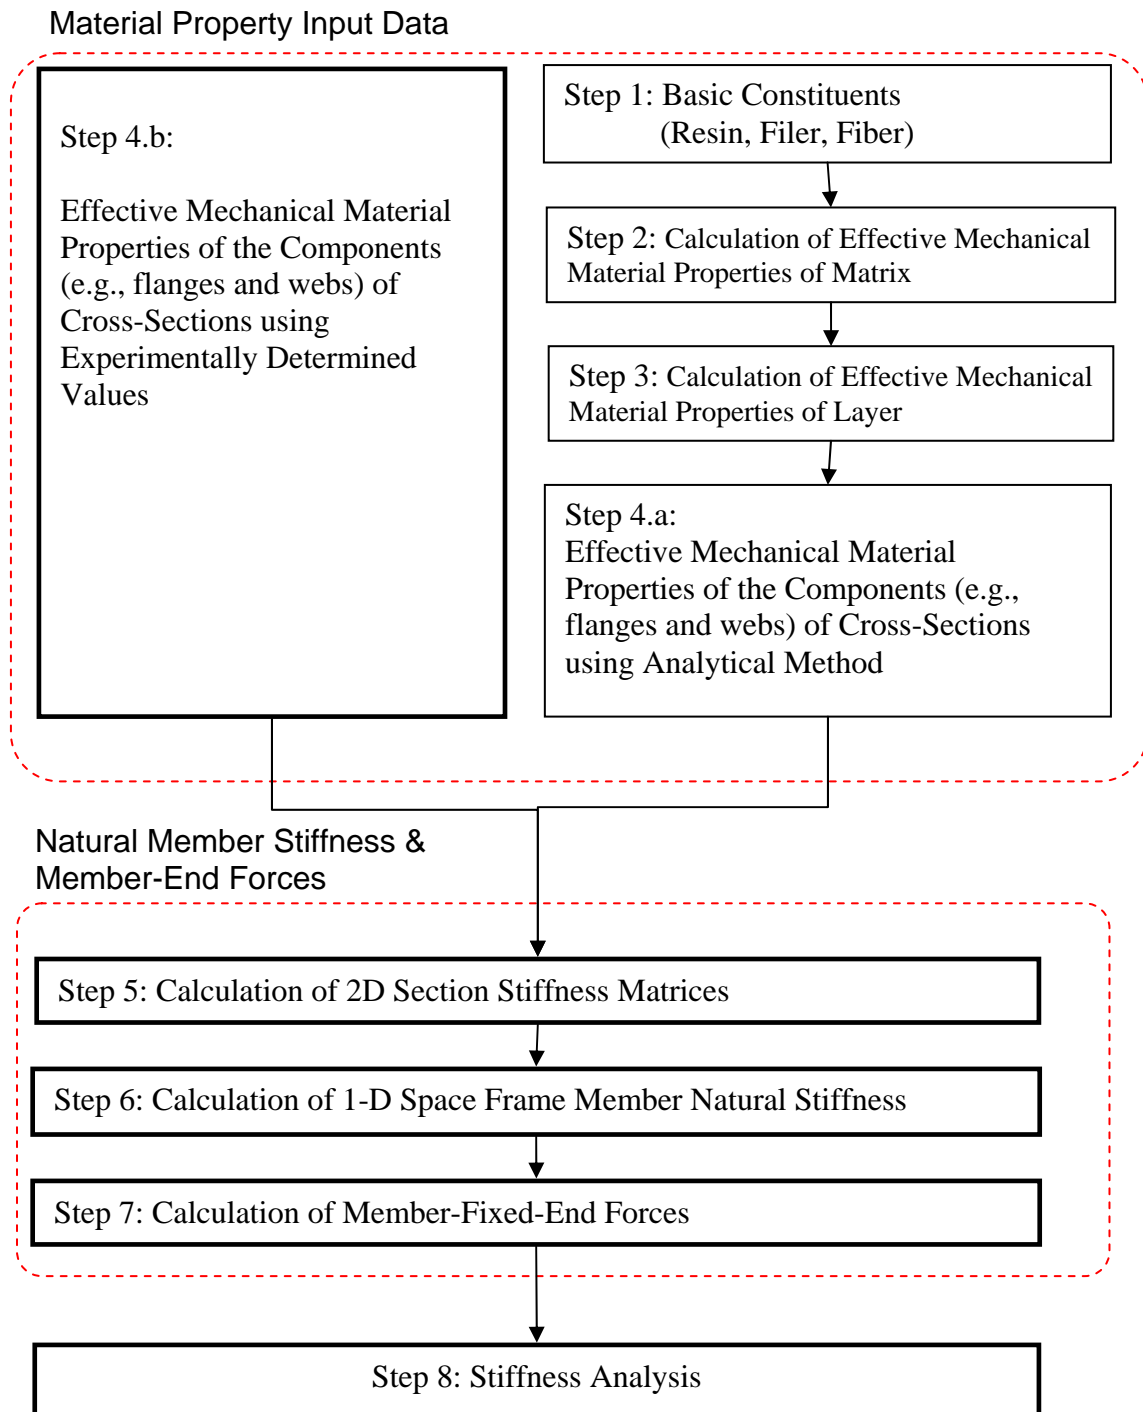 Material Property Input Data
Step 4.b:
Effective Mechanical Material
Properties of the Components
(e.g., flanges and webs) of
Cross-Sections using
Experimentally Determined
Values
Step 1: Basic Constituents
(Resin, Filer, Fiber)
Step 2: Calculation of Effective Mechanical
Material Properties of Matrix
Step 3: Calculation of Effective Mechanical
Material Properties of Layer
Step 4.a:
Effective Mechanical Material
Properties of the Components (e.g.,
flanges and webs) of Cross-Sections
using Analytical Method
Natural Member Stiffness &
Member-End Forces
Step 5: Calculation of 2D Section Stiffness Matrices
Step 6: Calculation of 1-D Space Frame Member Natural Stiffness
Step 7: Calculation of Member-Fixed-End Forces
Step 8: Stiffness Analysis